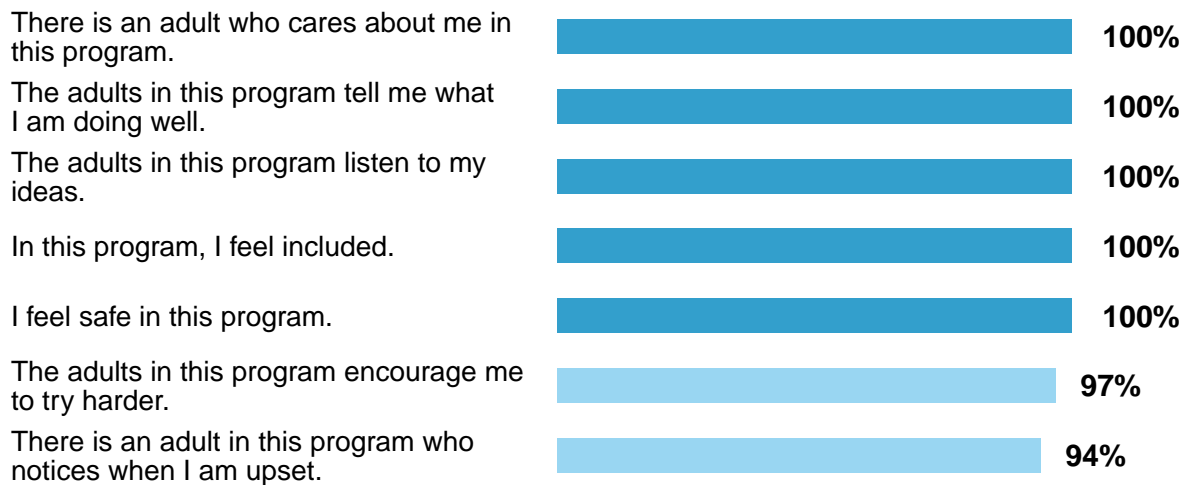 There is an adult who cares about me in
this program.
100%
The adults in this program tell me what
I am doing well.
100%
The adults in this program listen to my
ideas.
100%
In this program, I feel included.
100%
I feel safe in this program.
100%
The adults in this program encourage me
to try harder.
97%
There is an adult in this program who
notices when I am upset.
94%